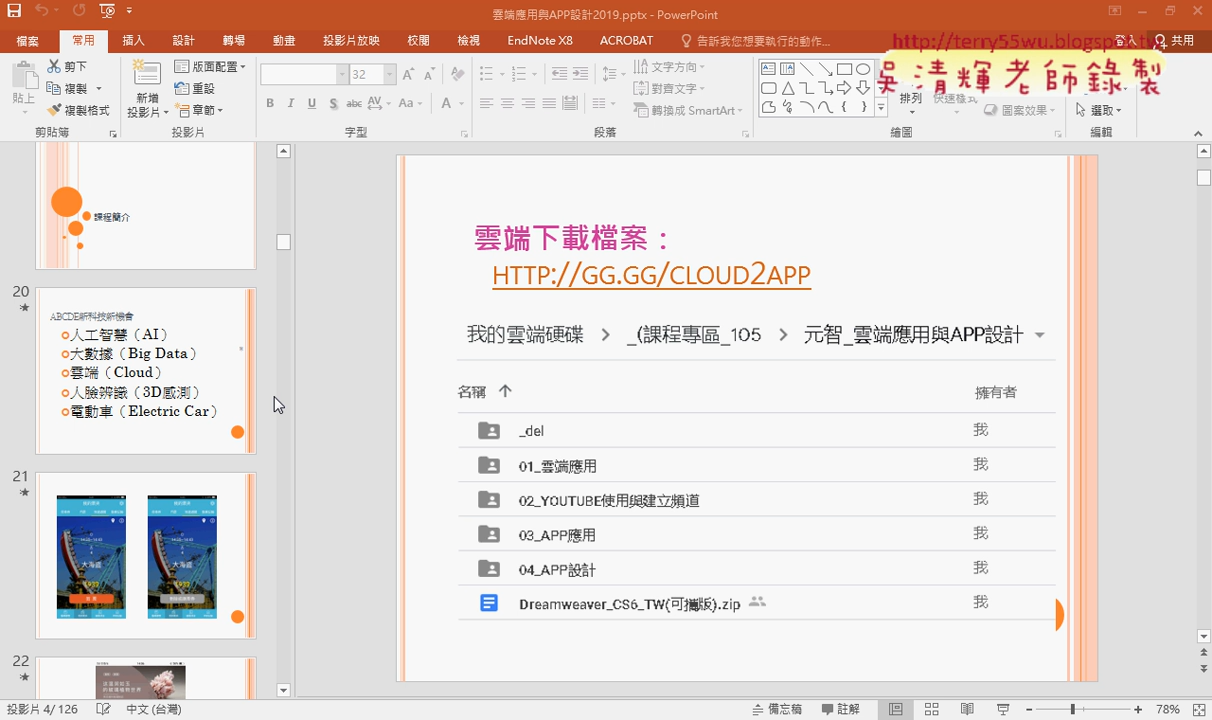 雲端應用與APP設計2019.pptx - PowerPoint
檔案 常用 插入 設計 轉場 動畫 投影片放映 校閱 檢視 EndNote X8 ACROBAT 告訴我您想要執行的動作... 登入 共用
http://terry55wu.blogspot.tw
吳清輝老師錄製
貼上 剪下 複製 複製格式 剪貼簿
新增投影片 版面配置 重設 章節 投影片
32 字型
B I U S abc AV Aa A
文字方向 對齊文字 轉換成 SmartArt 段落
排列 快速樣式 圖案效果 繪圖
選取 編輯
課程簡介
20
ABCDE新科技新機會
人工智慧（AI）
大數據（Big Data）
雲端（Cloud）
人臉辨識（3D感測）
電動車（Electric Car）
21
大海盜
22
雲端下載檔案：
HTTP://GG.GG/CLOUD2APP
我的雲端硬碟 > _(課程專區_105 > 元智_雲端應用與APP設計
名稱 ↑ 擁有者
_del 我
01_雲端應用 我
02_YOUTUBE使用與建立頻道 我
03_APP應用 我
04_APP設計 我
Dreamweaver_CS6_TW(可攜版).zip 我
投影片 4/ 126 中文 (台灣) 備忘稿 註解 78%